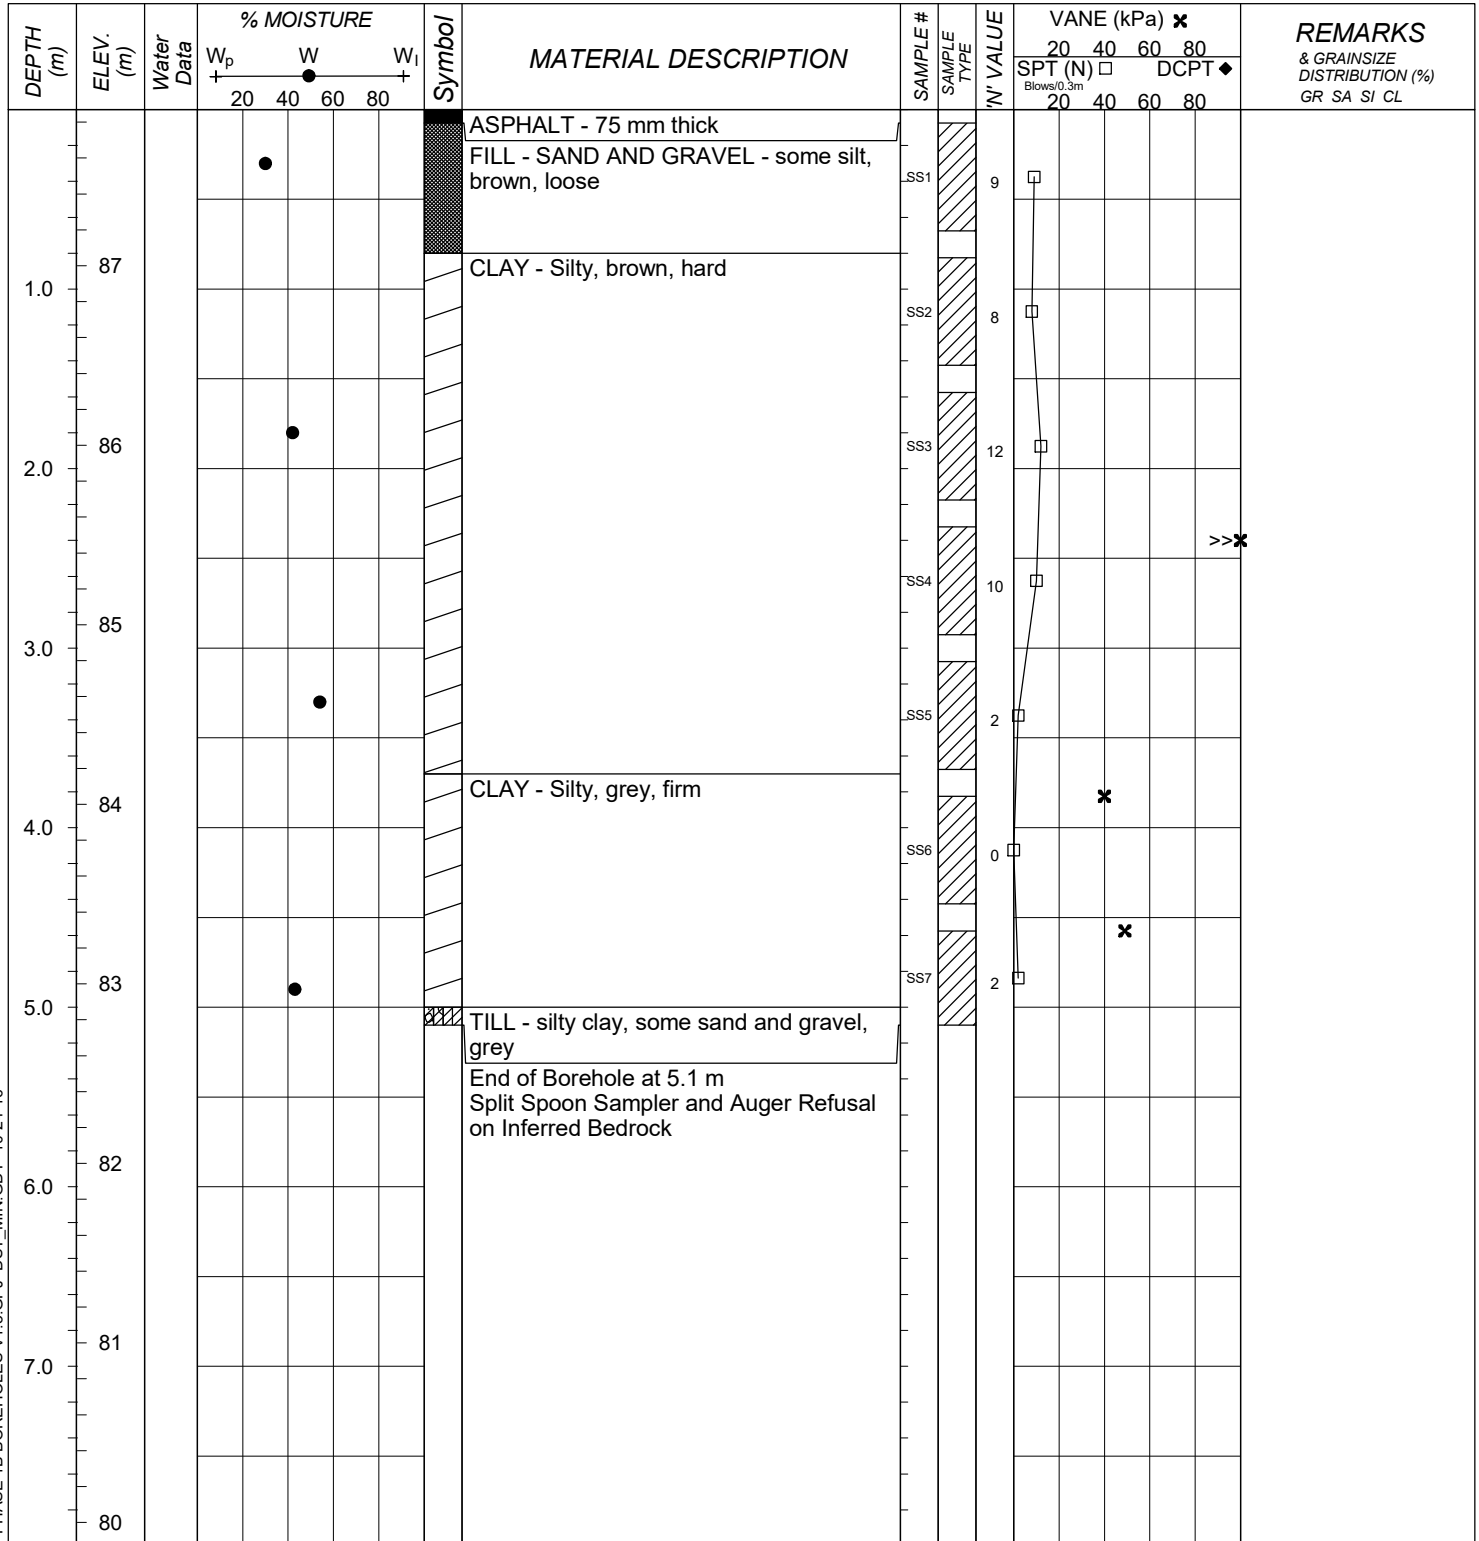 DEPTH (m)
ELEV. (m)
Water Data
% MOISTURE
Wp W Wl
20 40 60 80
Symbol
MATERIAL DESCRIPTION
SAMPLE #
SAMPLE TYPE
'N' VALUE
VANE (kPa)
20 40 60 80
SPT (N) DCPT
Blows/0.3m
20 40 60 80
REMARKS
& GRAINSIZE
DISTRIBUTION (%)
GR SA SI CL
ASPHALT - 75 mm thick
FILL - SAND AND GRAVEL - some silt,
brown, loose
SS1 9
87
CLAY - Silty, brown, hard
1.0
SS2 8
86
SS3 12
2.0
>>
SS4 10
85
3.0
SS5 2
CLAY - Silty, grey, firm
84
4.0
SS6 0
83
SS7 2
5.0
TILL - silty clay, some sand and gravel,
grey
End of Borehole at 5.1 m
Split Spoon Sampler and Auger Refusal
on Inferred Bedrock
82
6.0
81
7.0
80